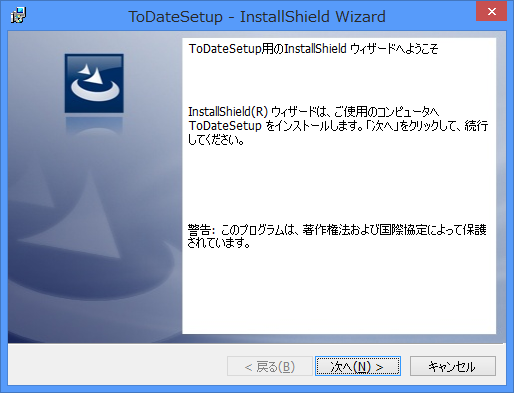 ToDateSetup - InstallShield Wizard
ToDateSetup用のInstallShield ウィザードへようこそ
InstallShield(R) ウィザードは、ご使用のコンピュータへ
ToDateSetup をインストールします。「次へ」をクリックして、続行
してください。
警告: このプログラムは、著作権法および国際協定によって保護
されています。
< 戻る(B)
次へ(N) >
キャンセル